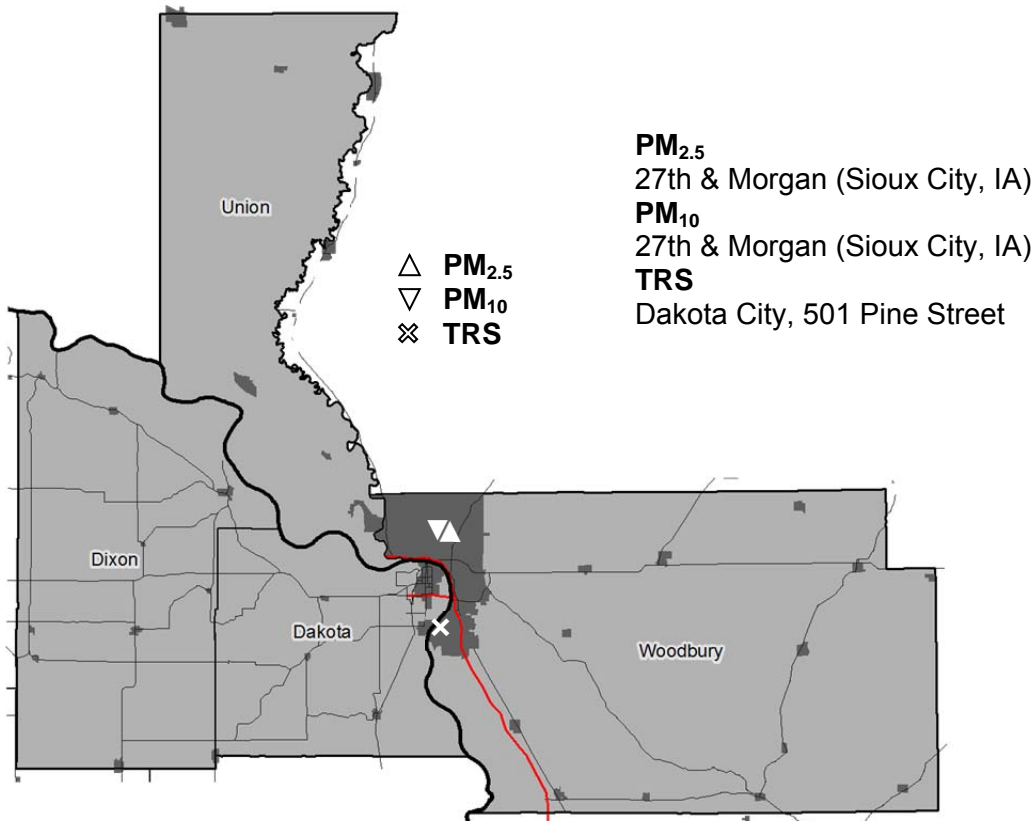 Union
PM2.5
PM10
TRS
PM2.5
27th & Morgan (Sioux City, IA)
PM10
27th & Morgan (Sioux City, IA)
TRS
Dakota City, 501 Pine Street
Dixon
Dakota
Woodbury